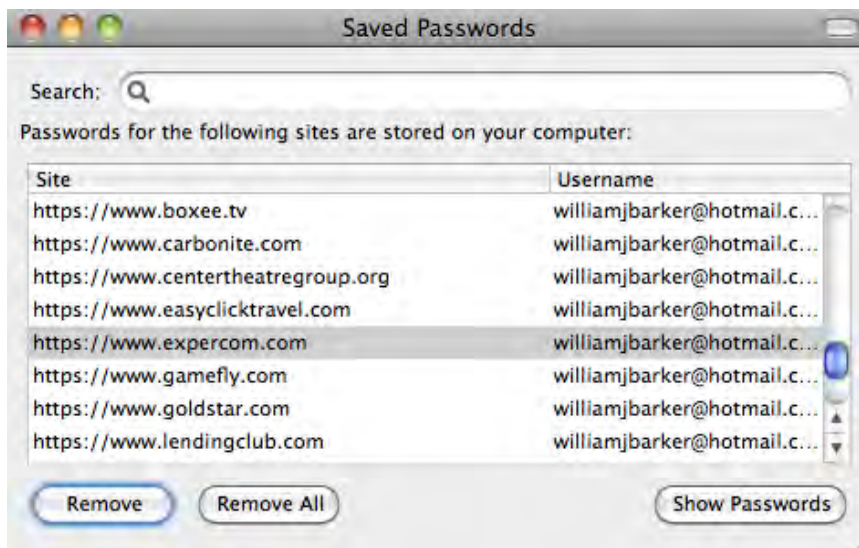 Saved Passwords
Search:
Passwords for the following sites are stored on your computer:
Site Username
https://www.boxee.tv williamjbarker@hotmail.c...
https://www.carbonite.com williamjbarker@hotmail.c...
https://www.centertheatregroup.org williamjbarker@hotmail.c...
https://www.easyclicktravel.com williamjbarker@hotmail.c...
https://www.expercom.com williamjbarker@hotmail.c...
https://www.gamefly.com williamjbarker@hotmail.c...
https://www.goldstar.com williamjbarker@hotmail.c...
https://www.lendingclub.com williamjbarker@hotmail.c...
Remove Remove All Show Passwords